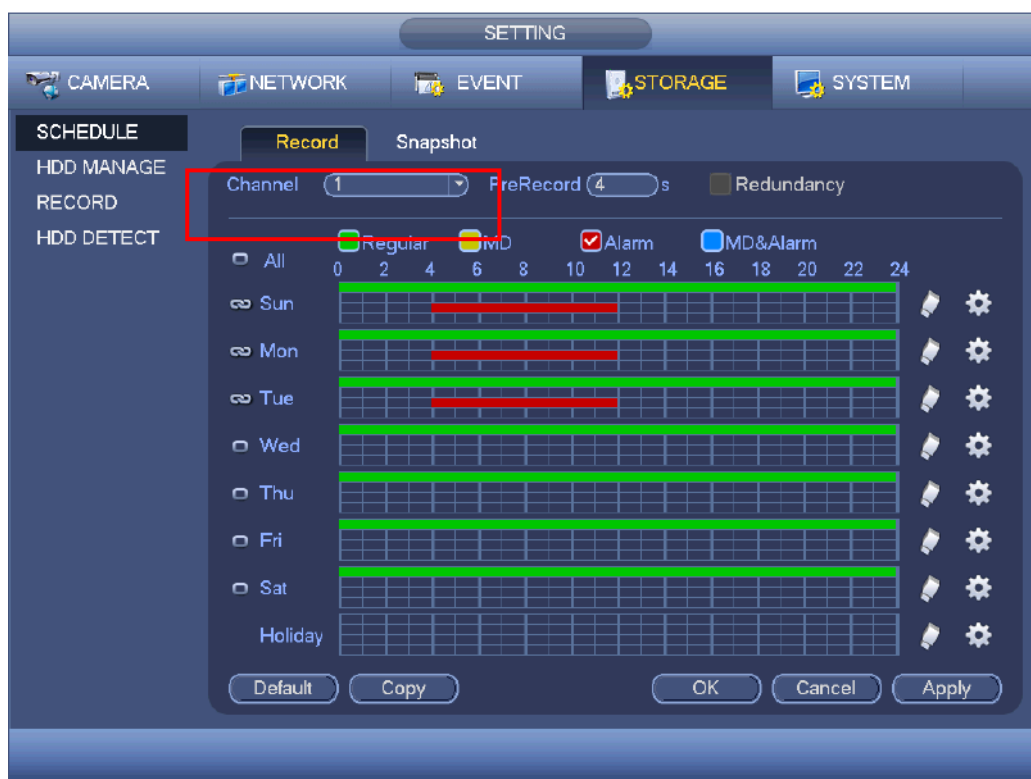 SETTING
CAMERA NETWORK EVENT STORAGE SYSTEM
SCHEDULE
HDD MANAGE
RECORD
HDD DETECT
Record Snapshot
Channel 1 PreRecord 4 s Redundancy
Regular MD Alarm MD&Alarm
All 0 2 4 6 8 10 12 14 16 18 20 22 24
Sun
Mon
Tue
Wed
Thu
Fri
Sat
Holiday
Default Copy OK Cancel Apply